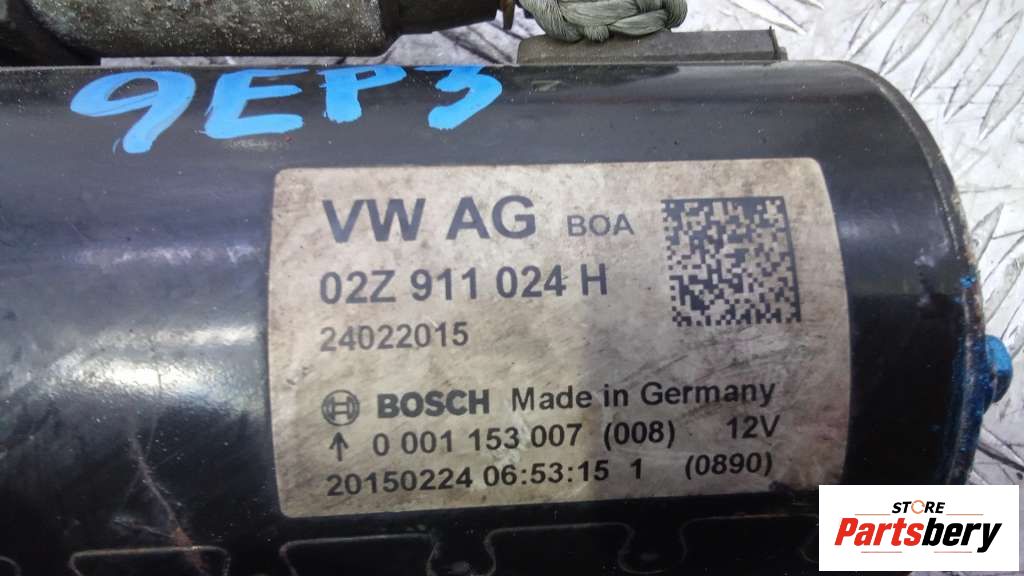 9EP3
VW AG BOA
02Z 911 024 H
24022015
BOSCH Made in Germany
0 001 153 007 (008) 12V
20150224 06:53:15 1 (0890)
STORE
Partsbery